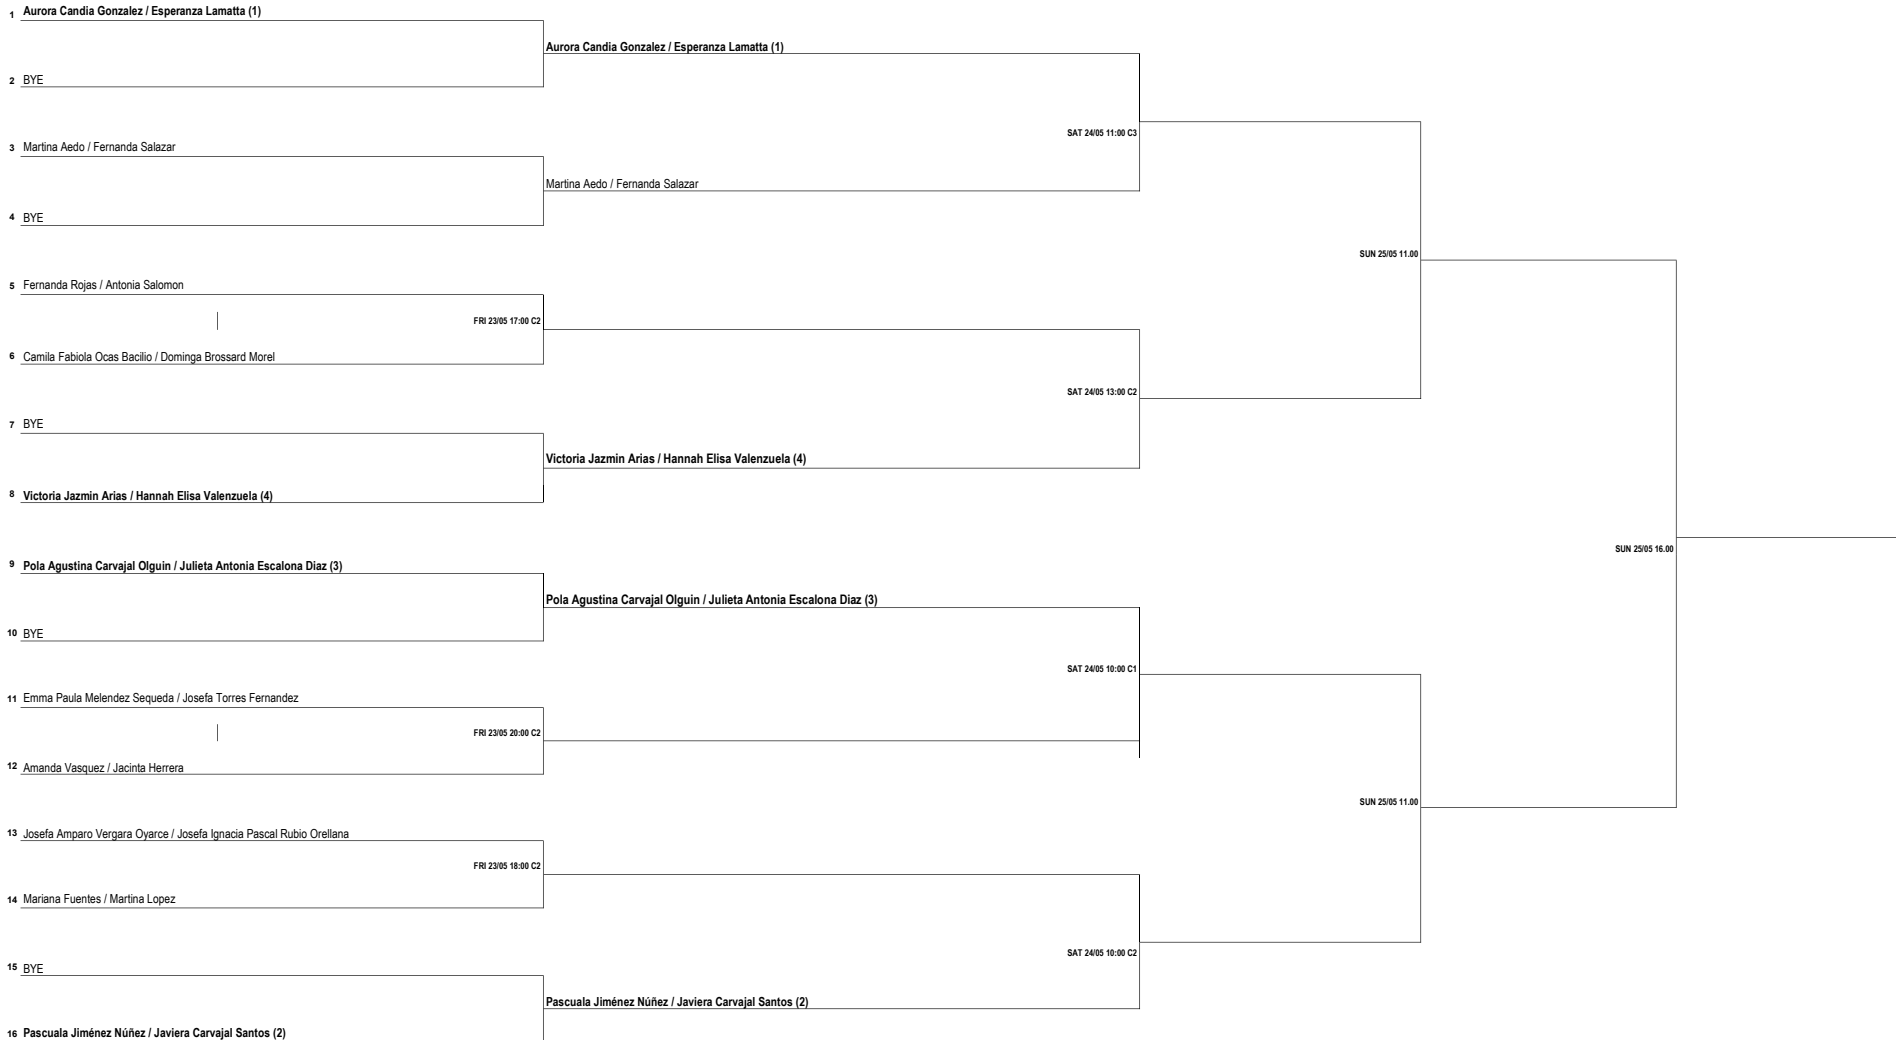 1 Aurora Candia Gonzalez / Esperanza Lamatta (1)
Aurora Candia Gonzalez / Esperanza Lamatta (1)
2 BYE
SAT 24/05 11:00 C3
3 Martina Aedo / Fernanda Salazar
Martina Aedo / Fernanda Salazar
4 BYE
SUN 25/05 11.00
5 Fernanda Rojas / Antonia Salomon
FRI 23/05 17:00 C2
6 Camila Fabiola Ocas Bacilio / Dominga Brossard Morel
SAT 24/05 13:00 C2
7 BYE
Victoria Jazmin Arias / Hannah Elisa Valenzuela (4)
8 Victoria Jazmin Arias / Hannah Elisa Valenzuela (4)
SUN 25/05 16.00
9 Pola Agustina Carvajal Olguin / Julieta Antonia Escalona Diaz (3)
Pola Agustina Carvajal Olguin / Julieta Antonia Escalona Diaz (3)
10 BYE
SAT 24/05 10:00 C1
11 Emma Paula Melendez Sequeda / Josefa Torres Fernandez
FRI 23/05 20:00 C2
12 Amanda Vasquez / Jacinta Herrera
SUN 25/05 11.00
13 Josefa Amparo Vergara Oyarce / Josefa Ignacia Pascal Rubio Orellana
FRI 23/05 18:00 C2
14 Mariana Fuentes / Martina Lopez
SAT 24/05 10:00 C2
15 BYE
Pascuala Jiménez Núñez / Javiera Carvajal Santos (2)
16 Pascuala Jiménez Núñez / Javiera Carvajal Santos (2)